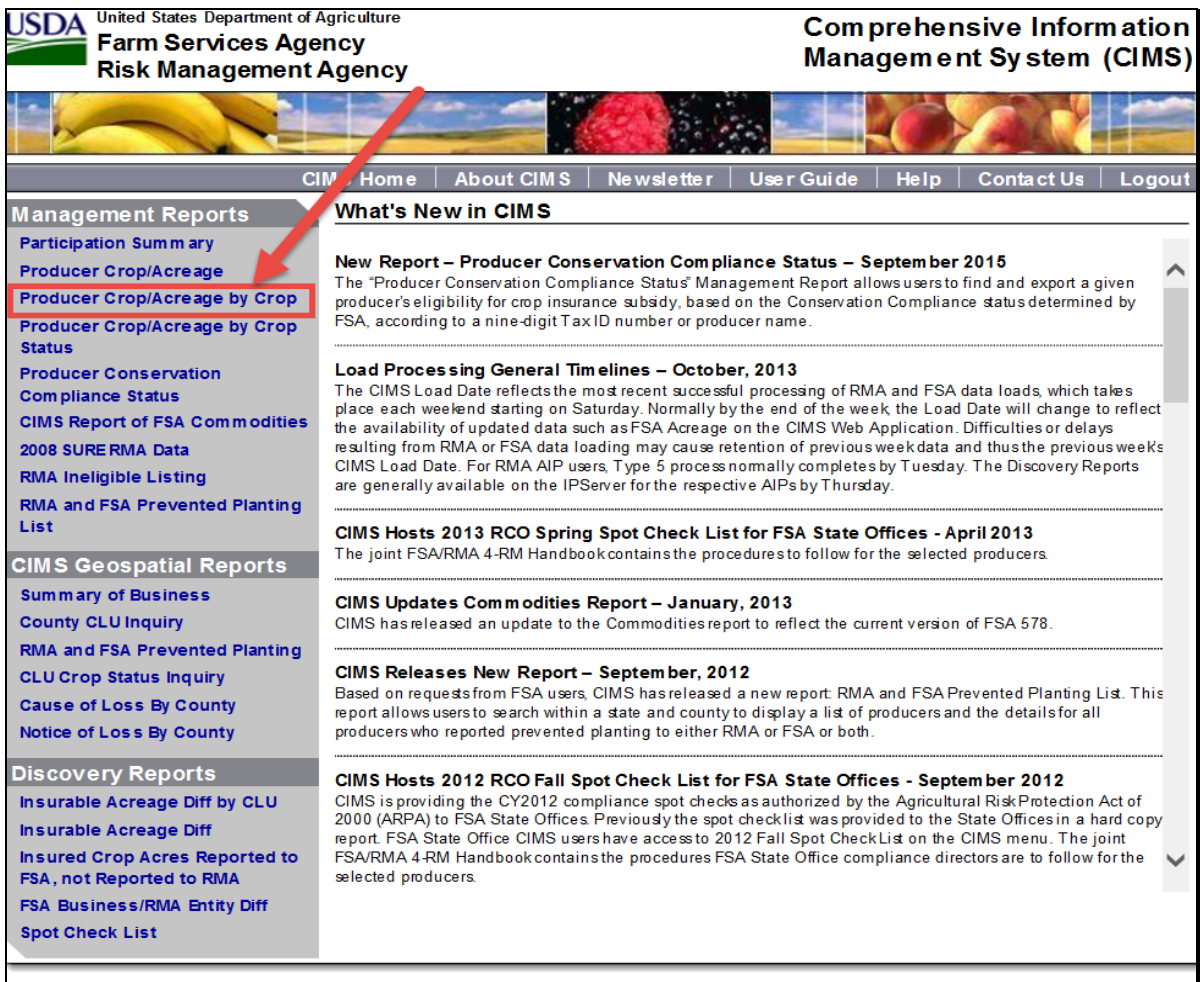 USDA
United States Department of Agriculture
Farm Services Agency
Risk Management Agency
Comprehensive Information
Management System (CIMS)
CIMS Home | About CIMS | Newsletter | User Guide | Help | Contact Us | Logout
Management Reports
Participation Summary
Producer Crop/Acreage
Producer Crop/Acreage by Crop
Producer Crop/Acreage by Crop
Status
Producer Conservation
Compliance Status
CIMS Report of FSA Commodities
2008 SURE RMA Data
RMA Ineligible Listing
RMA and FSA Prevented Planting
List
CIMS Geospatial Reports
Summary of Business
County CLU Inquiry
RMA and FSA Prevented Planting
CLU Crop Status Inquiry
Cause of Loss By County
Notice of Loss By County
Discovery Reports
Insurable Acreage Diff by CLU
Insurable Acreage Diff
Insured Crop Acres Reported to
FSA, not Reported to RMA
FSA Business/RMA Entity Diff
Spot Check List
What's New in CIMS
New Report – Producer Conservation Compliance Status – September 2015
The “Producer Conservation Compliance Status” Management Report allows users to find and export a given
producer's eligibility for crop insurance subsidy, based on the Conservation Compliance status determined by
FSA, according to a nine-digit Tax ID number or producer name.
Load Processing General Timelines – October, 2013
The CIMS Load Date reflects the most recent successful processing of RMA and FSA data loads, which takes
place each weekend starting on Saturday. Normally by the end of the week, the Load Date will change to reflect
the availability of updated data such as FSA Acreage on the CIMS Web Application. Difficulties or delays
resulting from RMA or FSA data loading may cause retention of previous week data and thus the previous week's
CIMS Load Date. For RMA AIP users, Type 5 process normally completes by Tuesday. The Discovery Reports
are generally available on the IPServer for the respective AIPs by Thursday.
CIMS Hosts 2013 RCO Spring Spot Check List for FSA State Offices - April 2013
The joint FSA/RMA 4-RM Handbook contains the procedures to follow for the selected producers.
CIMS Updates Commodities Report – January, 2013
CIMS has released an update to the Commodities report to reflect the current version of FSA 578.
CIMS Releases New Report – September, 2012
Based on requests from FSA users, CIMS has released a new report: RMA and FSA Prevented Planting List. This
report allows users to search within a state and county to display a list of producers and the details for all
producers who reported prevented planting to either RMA or FSA or both.
CIMS Hosts 2012 RCO Fall Spot Check List for FSA State Offices - September 2012
CIMS is providing the CY2012 compliance spot checks as authorized by the Agricultural Risk Protection Act of
2000 (ARPA) to FSA State Offices. Previously the spot check list was provided to the State Offices in a hard copy
report. FSA State Office CIMS users have access to 2012 Fall Spot Check List on the CIMS menu. The joint
FSA/RMA 4-RM Handbook contains the procedures FSA State Office compliance directors are to follow for the
selected producers.